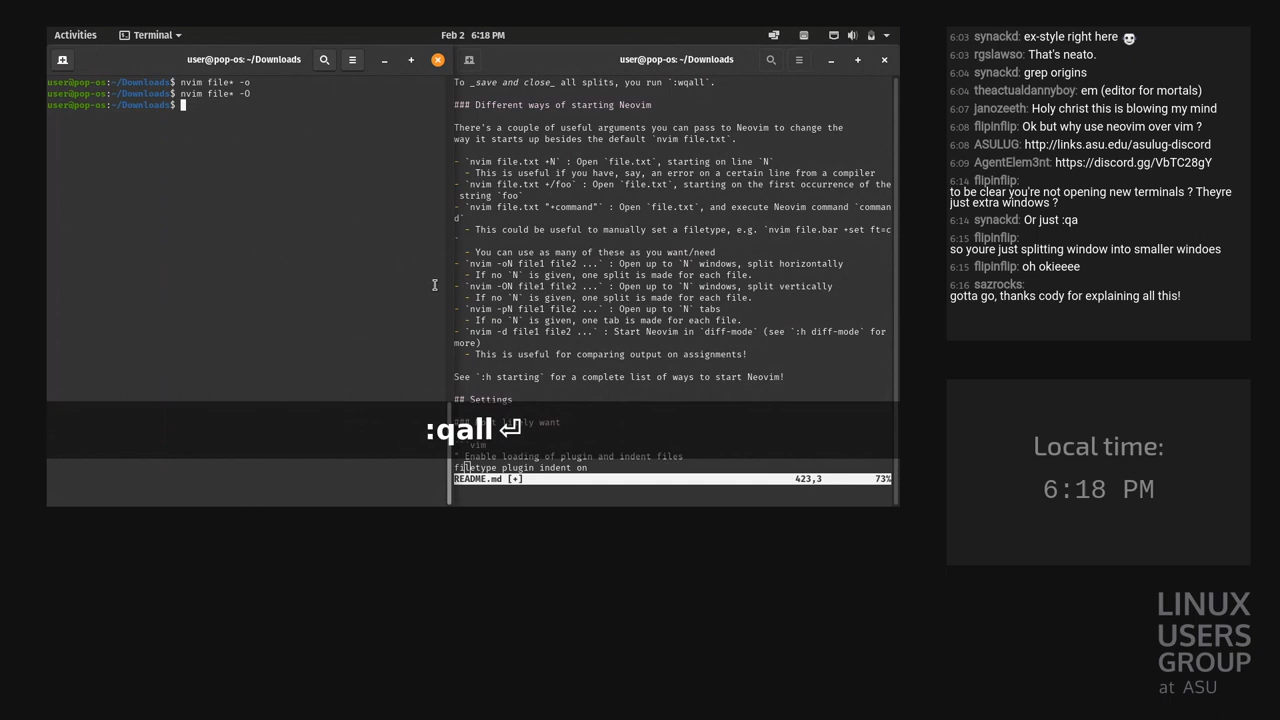 Activities
Terminal
Feb 2 6:18 PM
user@pop-os: ~/Downloads
user@pop-os:~/Downloads$ nvim file* -o
user@pop-os:~/Downloads$ nvim file* -O
user@pop-os:~/Downloads$
user@pop-os: ~/Downloads
To _save and close_ all splits, you run `:wqall`.
### Different ways of starting Neovim
There's a couple of useful arguments you can pass to Neovim to change the
way it starts up besides the default `nvim file.txt`.
- `nvim file.txt +N` : Open `file.txt`, starting on line `N`
- This is useful if you have, say, an error on a certain line from a compiler
- `nvim file.txt +/foo` : Open `file.txt`, starting on the first occurrence of the
string `foo`
- `nvim file.txt "+command"` : Open `file.txt`, and execute Neovim command `comman
d`
- This could be useful to manually set a filetype, e.g. `nvim file.bar +set ft=c
`
- You can use as many of these as you want/need
- `nvim -oN file1 file2 ...` : Open up to `N` windows, split horizontally
- If no `N` is given, one split is made for each file.
- `nvim -ON file1 file2 ...` : Open up to `N` windows, split vertically
- If no `N` is given, one split is made for each file.
- `nvim -pN file1 file2 ...` : Open up to `N` tabs
- If no `N` is given, one tab is made for each file.
- `nvim -d file1 file2 ...` : Start Neovim in `diff-mode` (see `:h diff-mode` for
more)
- This is useful for comparing output on assignments!
See `:h starting` for a complete list of ways to start Neovim!
## Settings
### likely want
vim
" Enable loading of plugin and indent files
filetype plugin indent on
README.md [+] 423,3 73%
:qall⏎
6:03 synackd: ex-style right here
6:03 rgslawso: That's neato.
6:04 synackd: grep origins
6:04 theactualdannyboy: em (editor for mortals)
6:07 janozeeth: Holy christ this is blowing my mind
6:08 flipinflip: Ok but why use neovim over vim ?
6:08 ASULUG: http://links.asu.edu/asulug-discord
6:09 AgentElem3nt: https://discord.gg/VbTC28gY
6:14 flipinflip:
to be clear you're not opening new terminals ? Theyre
just extra windows ?
6:14 synackd: Or just :qa
6:15 flipinflip:
so youre just splitting window into smaller windoes
6:15 flipinflip: oh okieeee
6:16 sazrocks:
gotta go, thanks cody for explaining all this!
Local time:
6:18 PM
LINUX
USERS
GROUP
at ASU